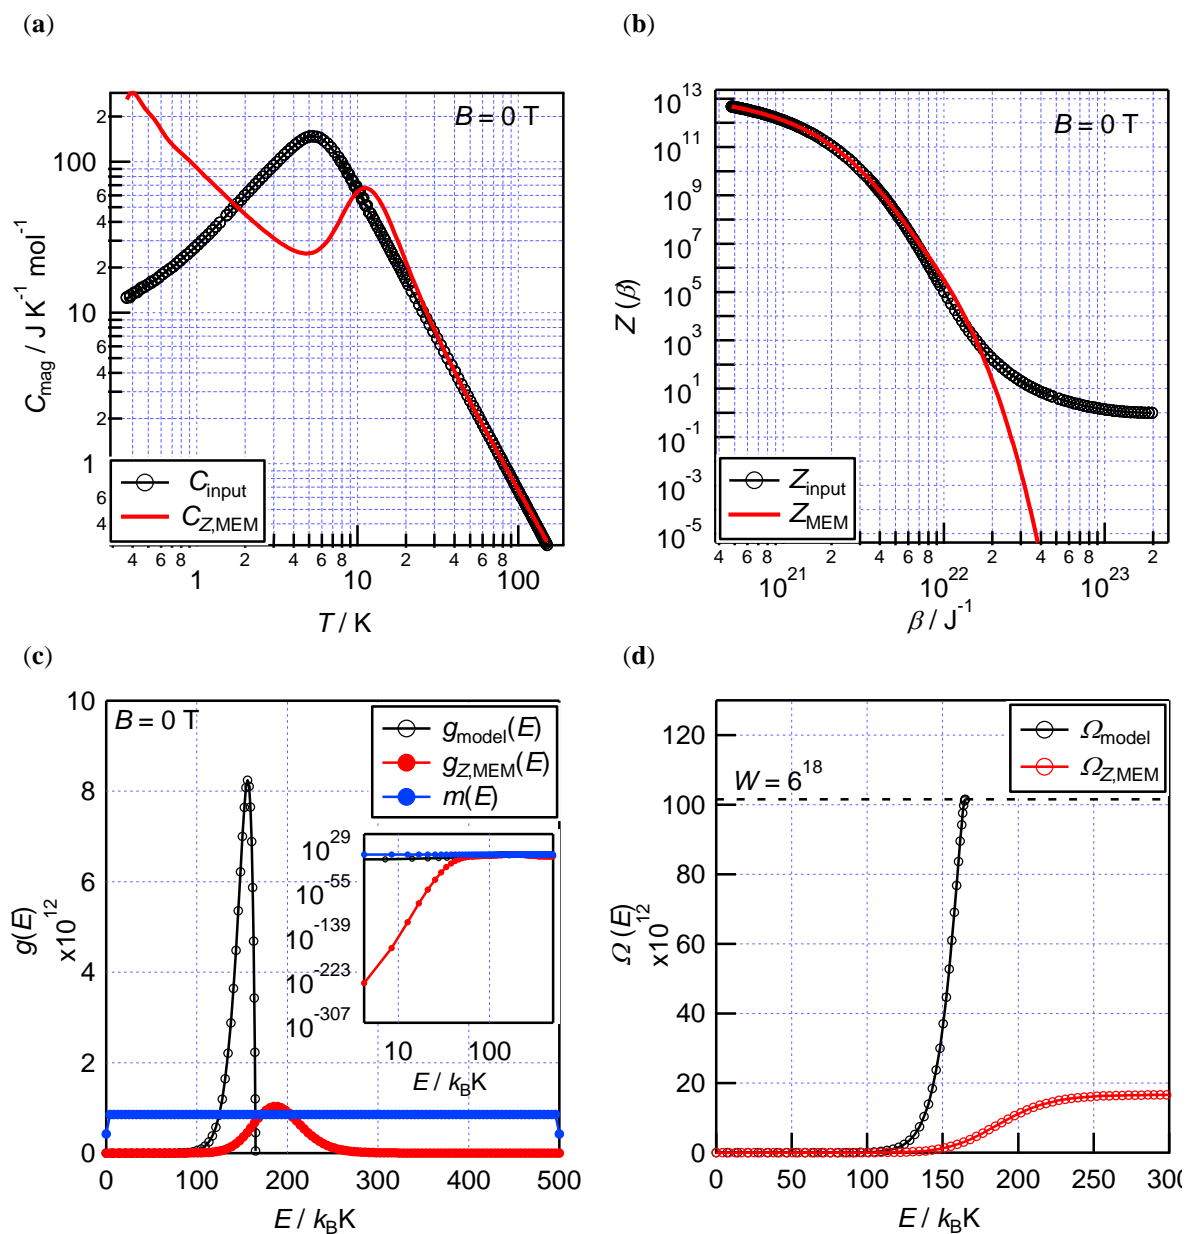 (a)
B = 0 T
2
100
6
4
2
10
6
4
2
1
6
4
C_mag / J K^-1 mol^-1
C_input
C_Z,MEM
4 6 8 2 4 6 8 2 4 6 8
1 10 100
T / K
(b)
B = 0 T
10^13
10^11
10^9
10^7
10^5
10^3
10^1
10^-1
10^-3
10^-5
Z (β)
Z_input
Z_MEM
4 6 8 2 4 6 8 2 4 6 8 2
10^21 10^22 10^23
β / J^-1
(c)
B = 0 T
10
8
6
4
2
0
g(E)
x10^12
g_model(E)
g_Z,MEM(E)
m(E)
10^29
10^-55
10^-139
10^-223
10^-307
10 100
E / k_BK
0 100 200 300 400 500
E / k_BK
(d)
120
100
80
60
40
20
0
Ω(E)
x10^12
W = 6^18
Ω_model
Ω_Z,MEM
0 50 100 150 200 250 300
E / k_BK